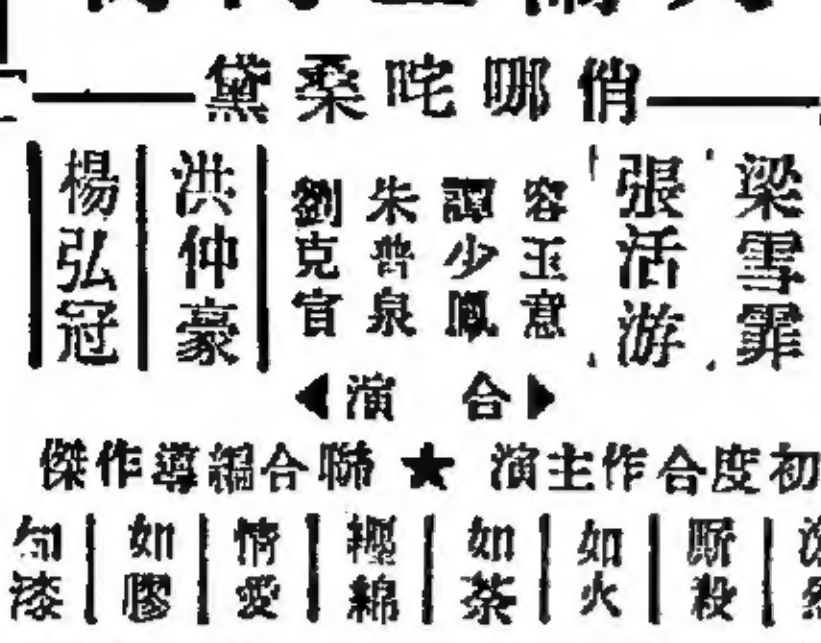 俏哪咤桑黛
梁雪霏
張活游
容玉意
譚少鳳
朱普泉
劉克宣
洪仲豪
楊弘冠
合演
初度合作主演★聯合編導作傑
廝殺
如火
如荼
纏綿
情愛
如膠
漆